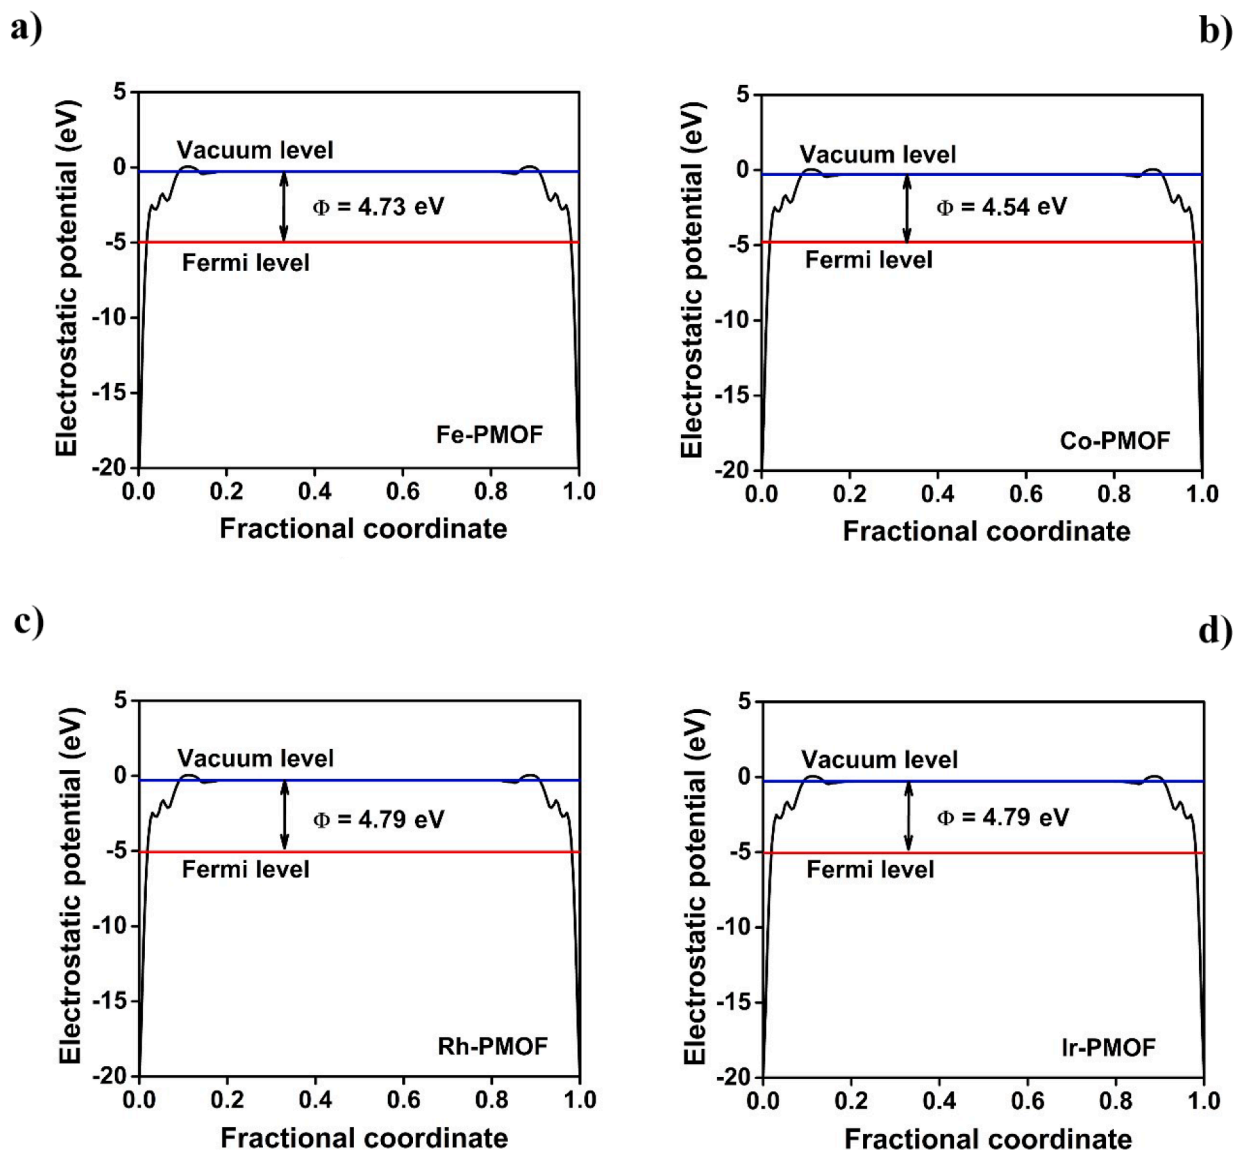 a)
Electrostatic potential (eV)
5
0
-5
-10
-15
-20
Vacuum level
Φ = 4.73 eV
Fermi level
Fe-PMOF
0.0 0.2 0.4 0.6 0.8 1.0
Fractional coordinate
b)
Electrostatic potential (eV)
5
0
-5
-10
-15
-20
Vacuum level
Φ = 4.54 eV
Fermi level
Co-PMOF
0.0 0.2 0.4 0.6 0.8 1.0
Fractional coordinate
c)
Electrostatic potential (eV)
5
0
-5
-10
-15
-20
Vacuum level
Φ = 4.79 eV
Fermi level
Rh-PMOF
0.0 0.2 0.4 0.6 0.8 1.0
Fractional coordinate
d)
Electrostatic potential (eV)
5
0
-5
-10
-15
-20
Vacuum level
Φ = 4.79 eV
Fermi level
Ir-PMOF
0.0 0.2 0.4 0.6 0.8 1.0
Fractional coordinate